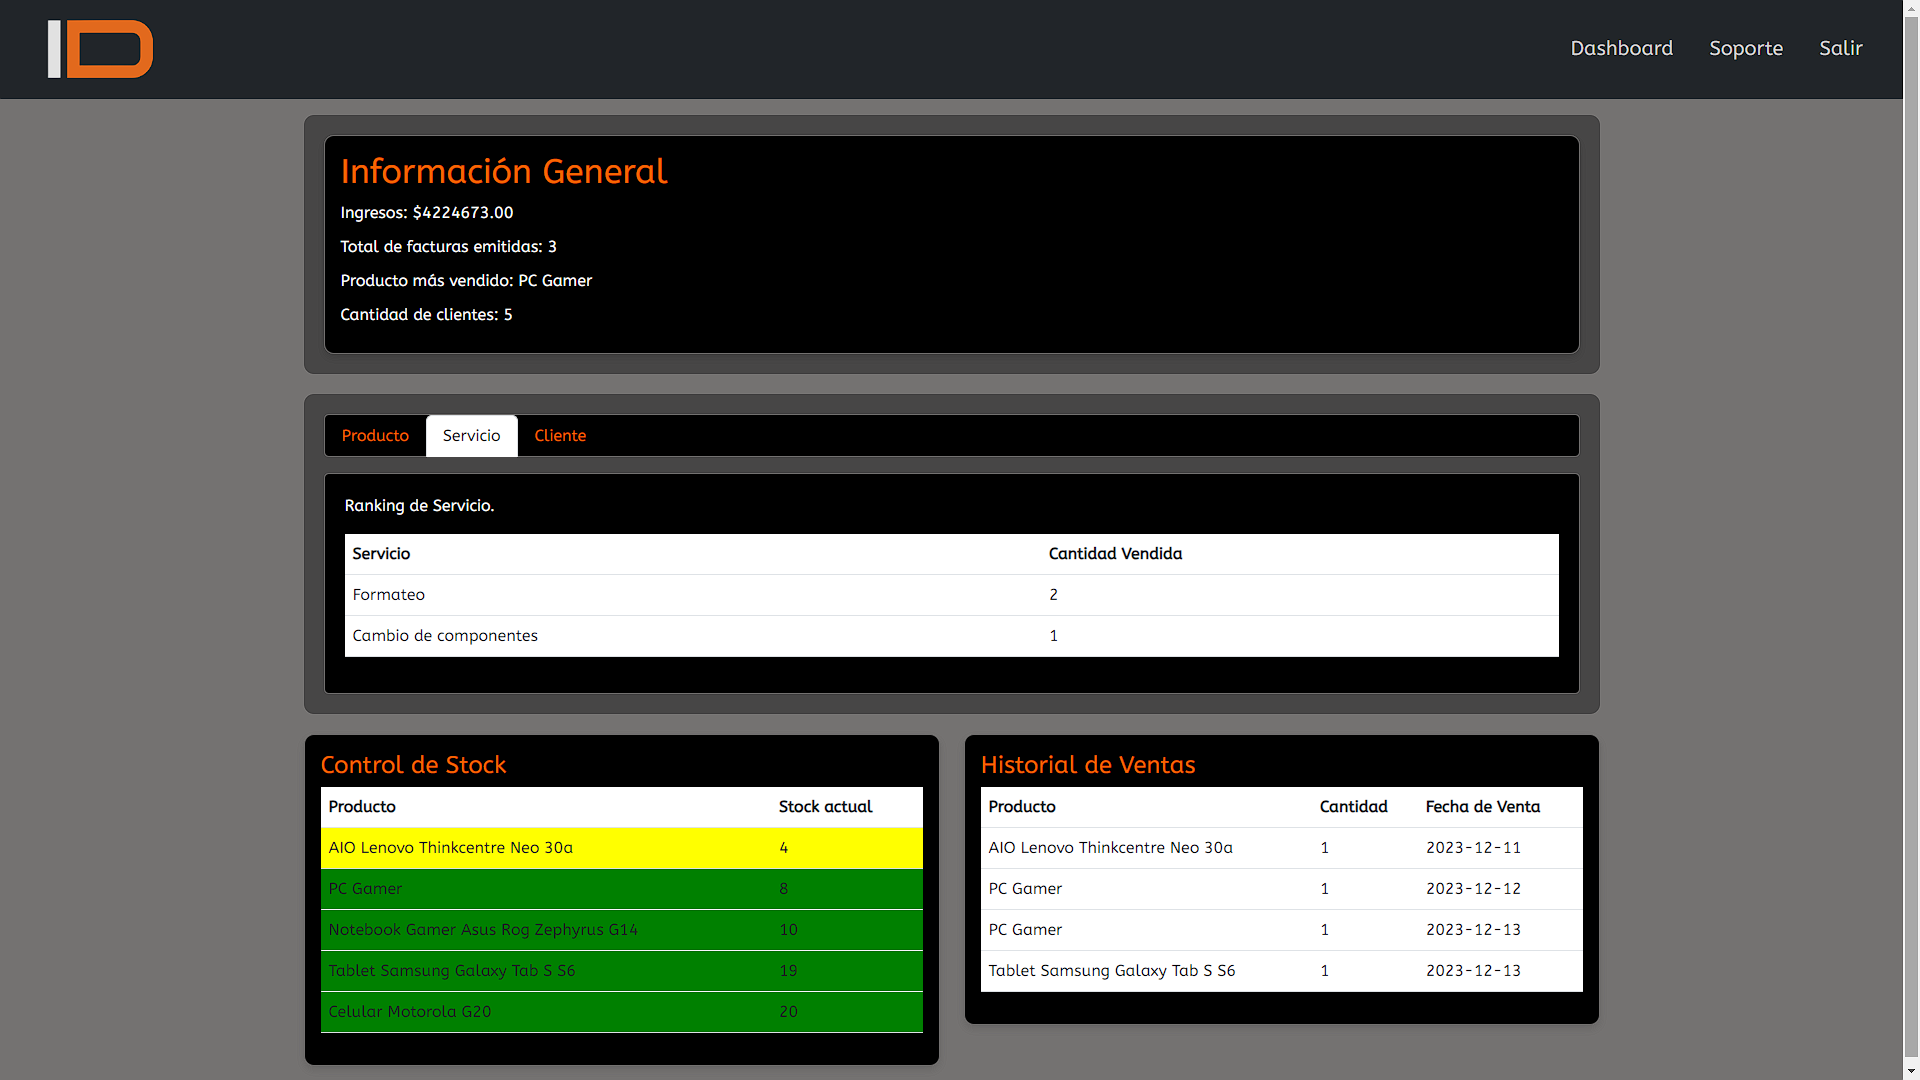 ID
Dashboard Soporte Salir
Información General
Ingresos: $4224673.00
Total de facturas emitidas: 3
Producto más vendido: PC Gamer
Cantidad de clientes: 5
Producto Servicio Cliente
Ranking de Servicio.
Servicio Cantidad Vendida
Formateo 2
Cambio de componentes 1
Control de Stock
Producto Stock actual
AIO Lenovo Thinkcentre Neo 30a 4
PC Gamer 8
Notebook Gamer Asus Rog Zephyrus G14 10
Tablet Samsung Galaxy Tab S S6 19
Celular Motorola G20 20
Historial de Ventas
Producto Cantidad Fecha de Venta
AIO Lenovo Thinkcentre Neo 30a 1 2023-12-11
PC Gamer 1 2023-12-12
PC Gamer 1 2023-12-13
Tablet Samsung Galaxy Tab S S6 1 2023-12-13